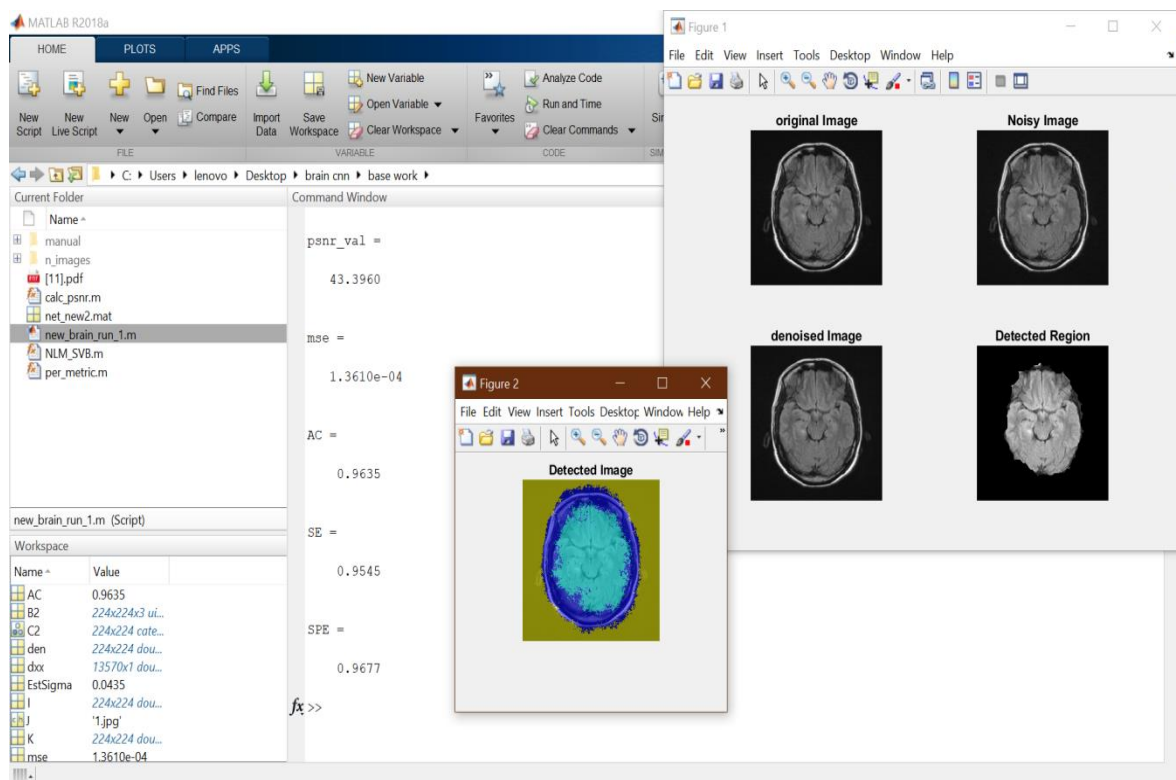 MATLAB R2018a
HOME PLOTS APPS
New Script
New Live Script
New
Open
Find Files
Compare
Import Data
Save Workspace
New Variable
Open Variable
Clear Workspace
Favorites
Analyze Code
Run and Time
Clear Commands
FILE VARIABLE CODE
C: Users lenovo Desktop brain cnn base work
Current Folder
Name
manual
n_images
[11].pdf
calc_psnr.m
net_new2.mat
new_brain_run_1.m
NLM_SVB.m
per_metric.m
new_brain_run_1.m (Script)
Workspace
Name Value
AC 0.9635
B2 224x224x3 ui...
C2 224x224 cate...
den 224x224 dou...
dxx 13570x1 dou...
EstSigma 0.0435
I 224x224 dou...
J '1.jpg'
K 224x224 dou...
mse 1.3610e-04
Command Window
psnr_val =
43.3960
mse =
1.3610e-04
AC =
0.9635
SE =
0.9545
SPE =
0.9677
fx >>
Figure 2
File Edit View Insert Tools Desktop Window Help
Detected Image
Figure 1
File Edit View Insert Tools Desktop Window Help
original Image
Noisy Image
denoised Image
Detected Region